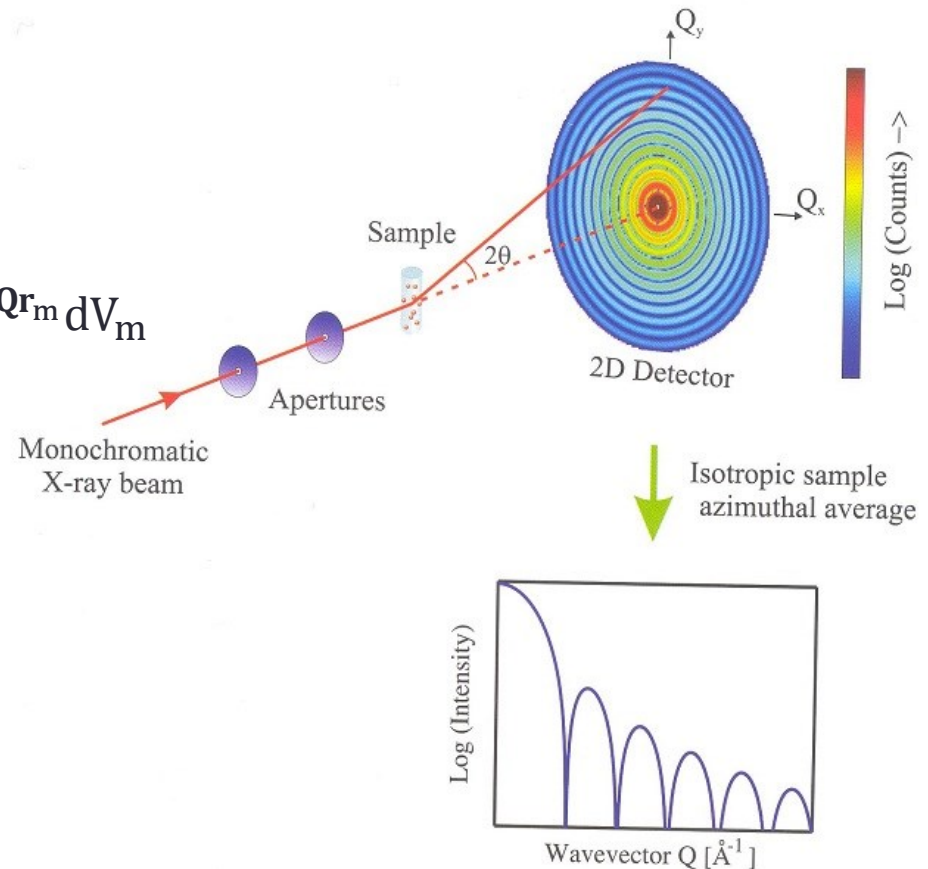 Q_y
Q_x
Log (Counts) –>
Sample
2θ
Qr_m dV_m
2D Detector
Apertures
Monochromatic
X-ray beam
Isotropic sample
azimuthal average
Log (Intensity)
Wavevector Q [Å⁻¹]